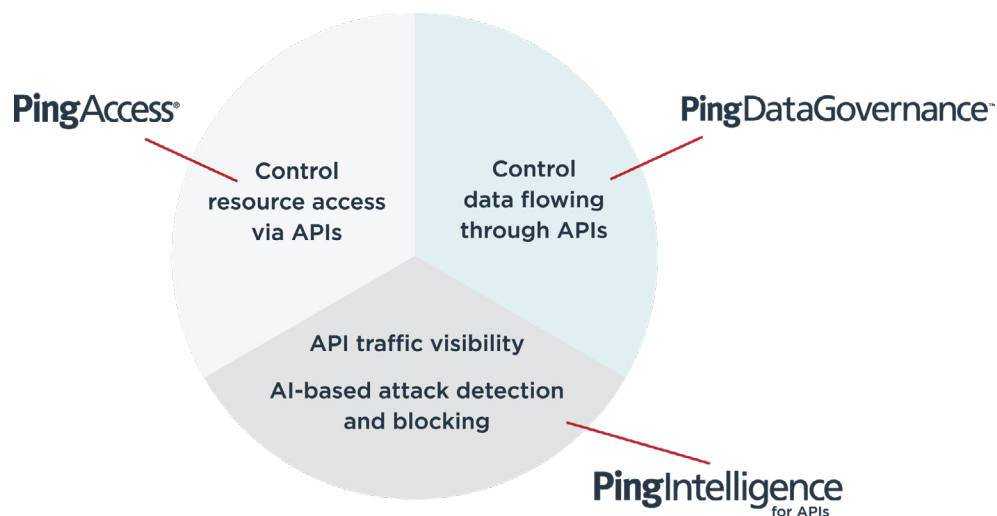 PingAccess®
Control
resource access
via APIs
PingDataGovernance™
Control
data flowing
through APIs
API traffic visibility
AI-based attack detection
and blocking
PingIntelligence
for APIs